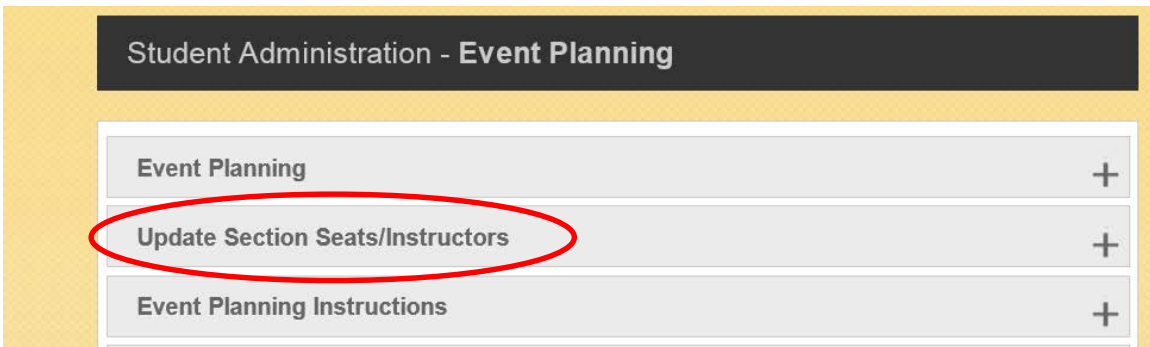 Student Administration - Event Planning
Event Planning
Update Section Seats/Instructors
Event Planning Instructions